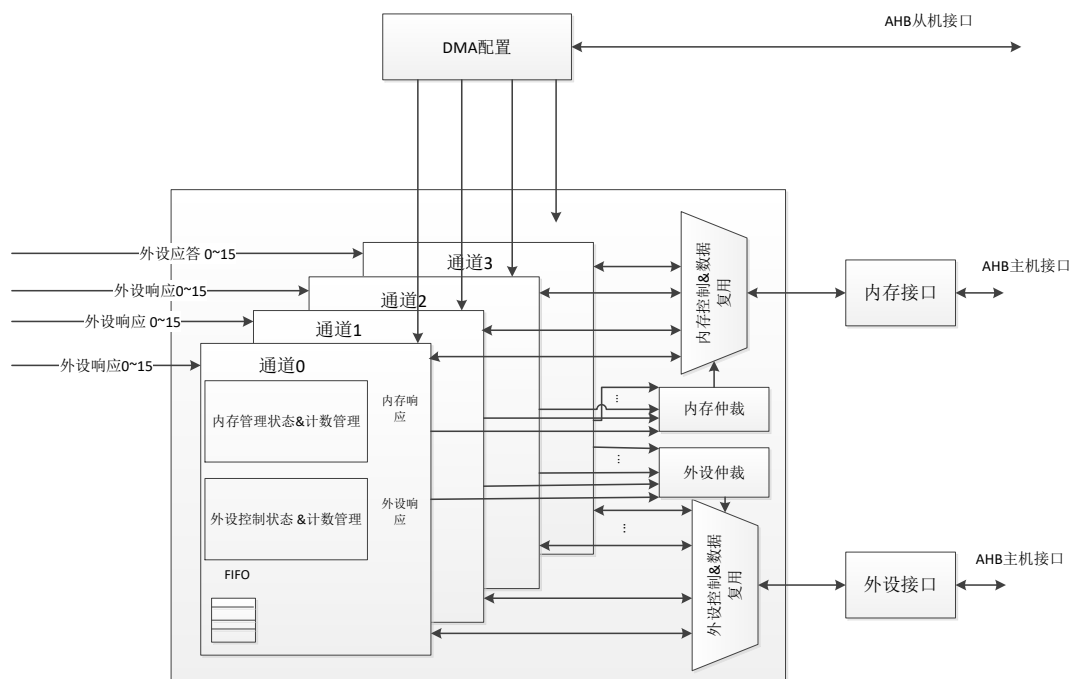 AHB从机接口
DMA配置
外设应答 0~15
外设响应0~15
外设响应 0~15
外设响应0~15
通道3
通道2
通道1
通道0
内存管理状态&计数管理
外设控制状态 &计数管理
FIFO
内存响
应
外设响
应
...
...
...
内存控制&数据
复用
内存仲裁
外设仲裁
外设控制&数据
复用
内存接口
AHB主机接口
外设接口
AHB主机接口